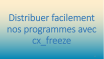 Distribuer facilement
nos programmes avec
cx_freeze